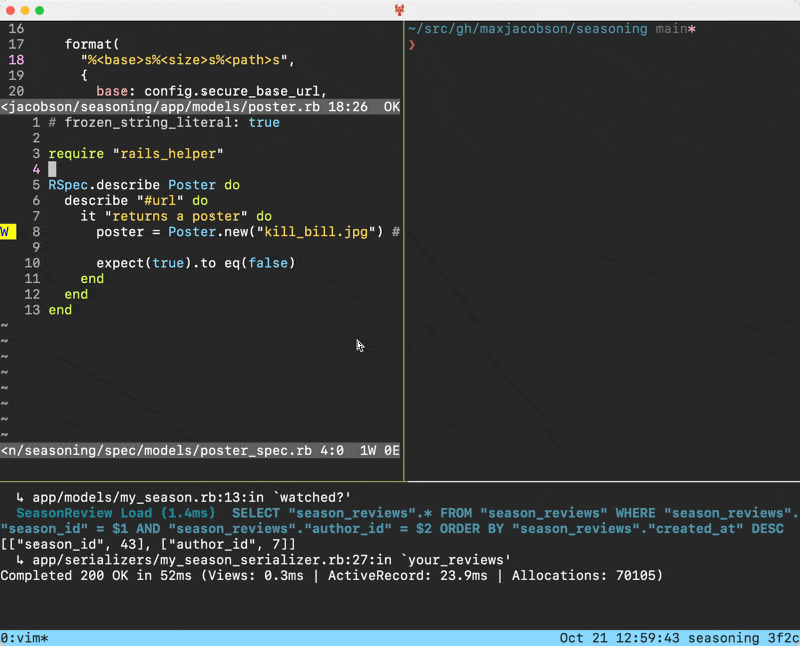 16
17     format(
18       "%<base>s%<size>s%<path>s",
19       {
20         base: config.secure_base_url,
<jacobson/seasoning/app/models/poster.rb 18:26  OK
1 # frozen_string_literal: true
2
3 require "rails_helper"
4
5 RSpec.describe Poster do
6   describe "#url" do
7     it "returns a poster" do
W   8       poster = Poster.new("kill_bill.jpg") #
9
10       expect(true).to eq(false)
11     end
12   end
13 end
~
~
~
~
~
~
~
~
<n/seasoning/spec/models/poster_spec.rb 4:0  1W 0E
~/src/gh/maxjacobson/seasoning main*
❯
↳ app/models/my_season.rb:13:in `watched?'
SeasonReview Load (1.4ms)  SELECT "season_reviews".* FROM "season_reviews" WHERE "season_reviews".
"season_id" = $1 AND "season_reviews"."author_id" = $2 ORDER BY "season_reviews"."created_at" DESC
[["season_id", 43], ["author_id", 7]]
↳ app/serializers/my_season_serializer.rb:27:in `your_reviews'
Completed 200 OK in 52ms (Views: 0.3ms | ActiveRecord: 23.9ms | Allocations: 70105)
0:vim*
Oct 21 12:59:43 seasoning 3f2c